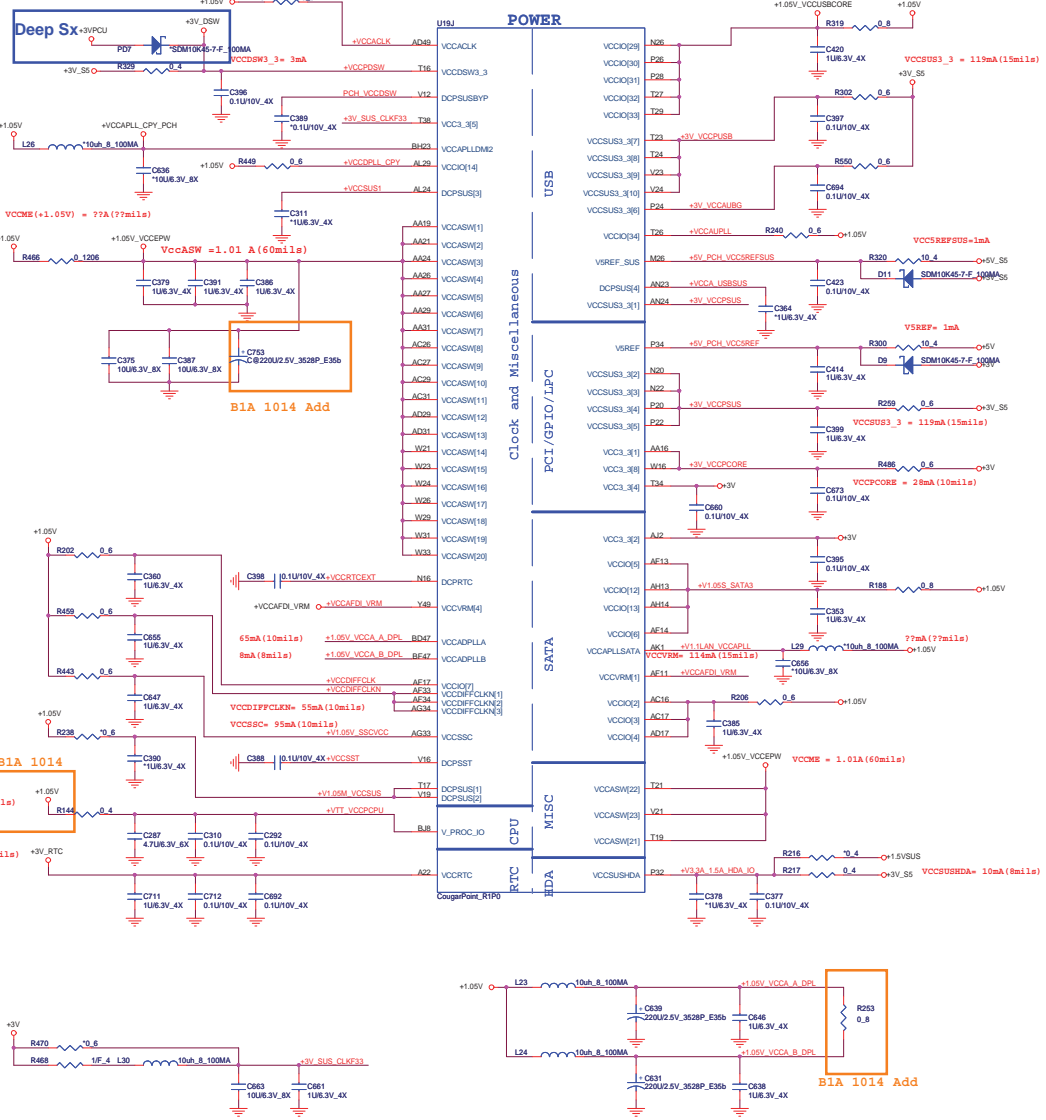 POWER
U19J
Deep Sx
+3VPCU
PD7
+3V_DSW
*SDM10K45-7-F_100MA
VCCDSW3_3= 3mA
+3V_S5
R329
0_4
C396
0.1U/10V_4X
+1.05V
0_6
+VCCACLK
AD49
VCCACLK
+VCCPDSW
T16
VCCDSW3_3
PCH_VCCDSW
V12
DCPSUSBYP
C389
*0.1U/10V_4X
+3V_SUS_CLKF33
T38
VCC3_3[5]
+1.05V
L26
*10uh_8_100MA
+VCCAPLL_CPY_PCH
C636
*10U/6.3V_8X
BH23
VCCAPLLDMI2
+1.05V
R449
0_6
+VCCDPLL_CPY
AL29
VCCIO[14]
+VCCSUS1
AL24
DCPSUS[3]
C311
*1U/6.3V_4X
VCCME(+1.05V) = ??A(??mils)
+1.05V_VCCEPW
VccASW =1.01 A(60mils)
R466
0_1206
C379
1U/6.3V_4X
C391
1U/6.3V_4X
C386
1U/6.3V_4X
C375
10U/6.3V_8X
C387
10U/6.3V_8X
+
C753
C@220U/2.5V_3528P_E35b
B1A 1014 Add
AA19
VCCASW[1]
AA21
VCCASW[2]
AA24
VCCASW[3]
AA26
VCCASW[4]
AA27
VCCASW[5]
AA29
VCCASW[6]
AA31
VCCASW[7]
AC26
VCCASW[8]
AC27
VCCASW[9]
AC29
VCCASW[10]
AC31
VCCASW[11]
AD29
VCCASW[12]
AD31
VCCASW[13]
W21
VCCASW[14]
W23
VCCASW[15]
W24
VCCASW[16]
W26
VCCASW[17]
W29
VCCASW[18]
W31
VCCASW[19]
W33
VCCASW[20]
+1.05V
R202
0_6
C360
1U/6.3V_4X
R459
0_6
C655
1U/6.3V_4X
R443
0_6
C647
1U/6.3V_4X
+1.05V
R238
*0_6
C390
*1U/6.3V_4X
C398
0.1U/10V_4X
+VCCRTCEXT
N16
DCPRTC
+VCCAFDI_VRM
+VCCAFDI_VRM
Y49
VCCVRM[4]
65mA(10mils)
+1.05V_VCCA_A_DPL
BD47
VCCADPLLA
8mA(8mils)
+1.05V_VCCA_B_DPL
BF47
VCCADPLLB
+VCCDIFFCLK
AF17
VCCIO[7]
+VCCDIFFCLKN
AF33
VCCDIFFCLKN[1]
AF34
VCCDIFFCLKN[2]
AG34
VCCDIFFCLKN[3]
VCCDIFFCLKN= 55mA(10mils)
VCCSSC= 95mA(10mils)
+V1.05V_SSCVCC
AG33
VCCSSC
C388
0.1U/10V_4X
+VCCSST
V16
DCPSST
+V1.05M_VCCSUS
T17
DCPSUS[1]
V19
DCPSUS[2]
B1A 1014
+1.05V
R144
0_4
+VTT_VCCPCPU
BJ8
V_PROC_IO
C287
4.7U/6.3V_6X
C310
0.1U/10V_4X
C292
0.1U/10V_4X
+3V_RTC
A22
VCCRTC
C711
1U/6.3V_4X
C712
0.1U/10V_4X
C692
0.1U/10V_4X
CougarPoint_R1P0
Clock and Miscellaneous
USB
PCI/GPIO/LPC
SATA
MISC
CPU
RTC
HDA
+1.05V_VCCUSBCORE
R319
0_8
+1.05V
C420
1U/6.3V_4X
VCCSUS3_3 = 119mA(15mils)
VCCIO[29]
N26
VCCIO[30]
P26
VCCIO[31]
P28
VCCIO[32]
T27
VCCIO[33]
T29
+3V_S5
R302
0_6
C397
0.1U/10V_4X
VCCSUS3_3[7]
T23
+3V_VCCPUSB
VCCSUS3_3[8]
T24
VCCSUS3_3[9]
V23
VCCSUS3_3[10]
V24
VCCSUS3_3[6]
P24
+3V_VCCAUBG
R550
0_6
C694
0.1U/10V_4X
VCCIO[34]
T26
+VCCAUPLL
R240
0_6
+1.05V
VCC5REFSUS=1mA
V5REF_SUS
M26
+5V_PCH_VCC5REFSUS
R320
10_4
+5V_S5
C423
0.1U/10V_4X
D11
SDM10K45-7-F_100MA
+3V_S5
DCPSUS[4]
AN23
+VCCA_USBSUS
VCCSUS3_3[1]
AN24
+3V_VCCPSUS
C364
*1U/6.3V_4X
V5REF= 1mA
V5REF
P34
+5V_PCH_VCC5REF
R300
10_4
+5V
C414
1U/6.3V_4X
D9
SDM10K45-7-F_100MA
+3V
VCCSUS3_3[2]
N20
VCCSUS3_3[3]
N22
VCCSUS3_3[4]
P20
+3V_VCCPSUS
VCCSUS3_3[5]
P22
R259
0_6
+3V_S5
C399
1U/6.3V_4X
VCCSUS3_3 = 119mA(15mils)
VCC3_3[1]
AA16
VCC3_3[8]
W16
+3V_VCCPCORE
R486
0_6
+3V
C673
0.1U/10V_4X
VCCPCORE = 28mA(10mils)
VCC3_3[4]
T34
+3V
C660
0.1U/10V_4X
VCC3_3[2]
AJ2
+3V
C395
0.1U/10V_4X
VCCIO[5]
AF13
VCCIO[12]
AH13
+V1.05S_SATA3
R188
0_8
+1.05V
VCCIO[13]
AH14
C353
1U/6.3V_4X
VCCIO[6]
AF14
VCCAPLLSATA
AK1
+V1.1LAN_VCCAPLL
L29
*10uh_8_100MA
+1.05V
??mA(??mils)
VCCVRM= 114mA(15mils)
C656
*10U/6.3V_8X
VCCVRM[1]
AF11
+VCCAFDI_VRM
VCCIO[2]
AC16
R206
0_6
+1.05V
VCCIO[3]
AC17
C385
1U/6.3V_4X
VCCIO[4]
AD17
+1.05V_VCCEPW
VCCME = 1.01A(60mils)
VCCASW[22]
T21
VCCASW[23]
V21
VCCASW[21]
T19
R216
*0_4
+1.5VSUS
VCCSUSHDA
P32
+V3.3A_1.5A_HDA_IO
R217
0_4
+3V_S5
VCCSUSHDA= 10mA(8mils)
C378
*1U/6.3V_4X
C377
0.1U/10V_4X
+1.05V
L23
10uh_8_100MA
+1.05V_VCCA_A_DPL
+
C639
220U/2.5V_3528P_E35b
C646
1U/6.3V_4X
R253
0_8
L24
10uh_8_100MA
+1.05V_VCCA_B_DPL
+
C631
220U/2.5V_3528P_E35b
C638
1U/6.3V_4X
B1A 1014 Add
+3V
R470
*0_6
R468
1/F_4
L30
10uh_8_100MA
+3V_SUS_CLKF33
C663
10U/6.3V_8X
C661
1U/6.3V_4X